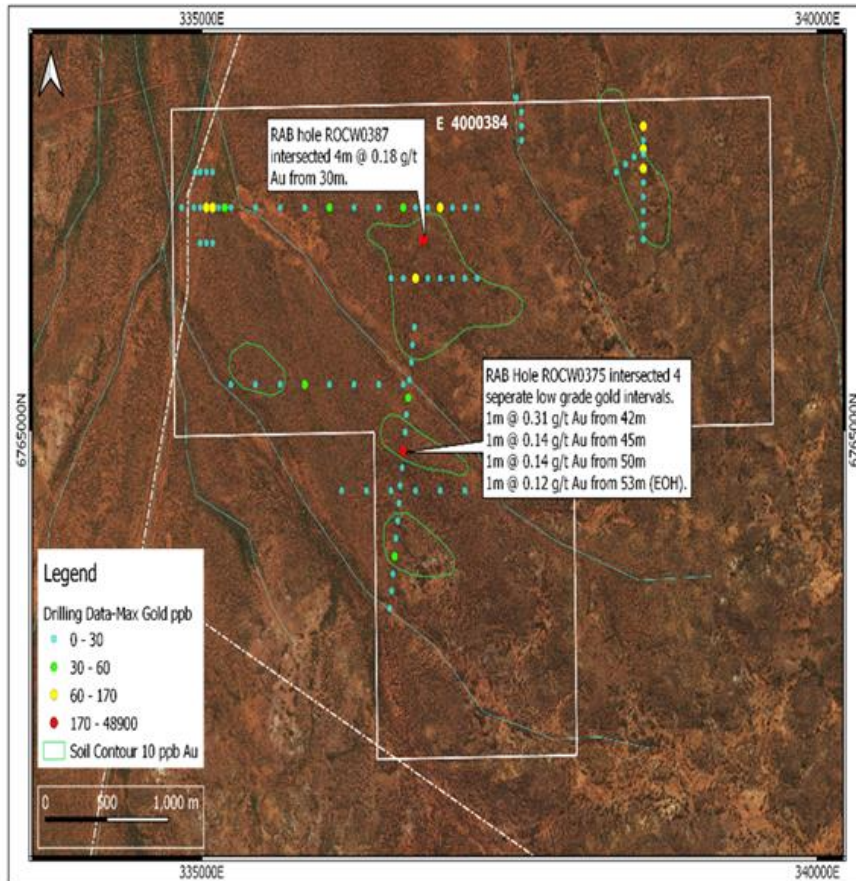 335000E
340000E
E 4000384
RAB hole ROCW0387
intersected 4m @ 0.18 g/t
Au from 30m.
RAB Hole ROCW0375 intersected 4
seperate low grade gold intervals.
1m @ 0.31 g/t Au from 42m
1m @ 0.14 g/t Au from 45m
1m @ 0.14 g/t Au from 50m
1m @ 0.12 g/t Au from 53m (EOH).
6765000N
6765000N
Legend
Drilling Data-Max Gold ppb
0 - 30
30 - 60
60 - 170
170 - 48900
Soil Contour 10 ppb Au
0 500 1,000 m
335000E
340000E